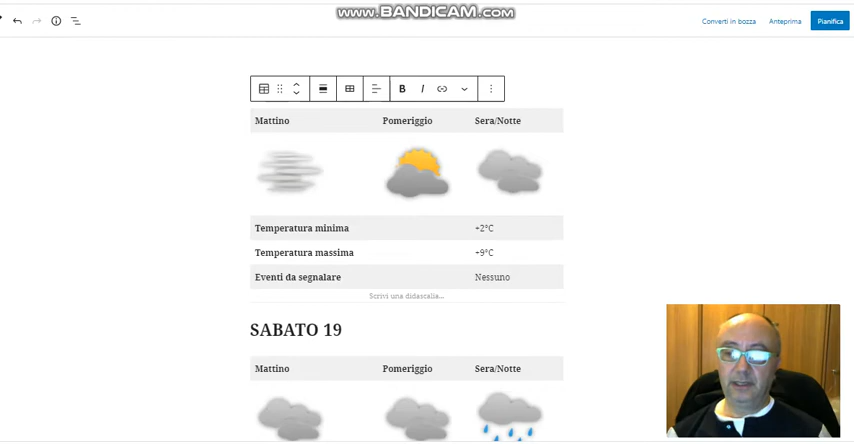 www.BANDICAM.com
Converti in bozza Anteprima Pianifica
B I
Mattino Pomeriggio Sera/Notte
Temperatura minima +2°C
Temperatura massima +9°C
Eventi da segnalare Nessuno
Scrivi una didascalia...
SABATO 19
Mattino Pomeriggio Sera/Notte